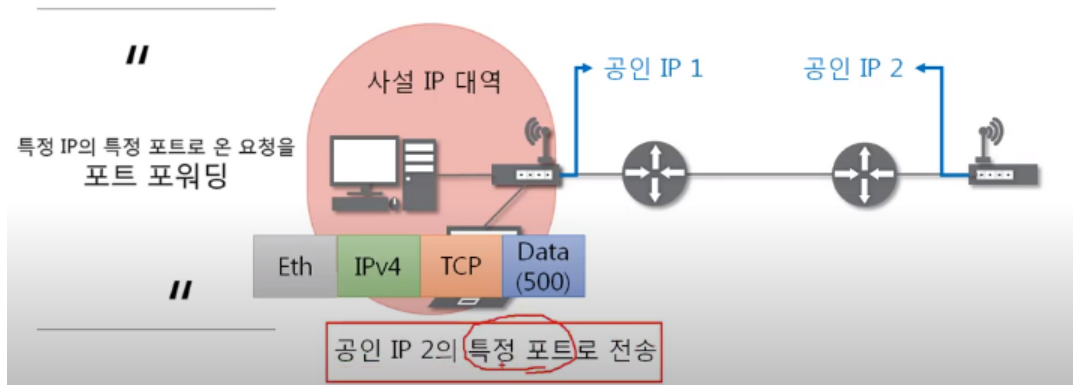 "
특정 IP의 특정 포트로 온 요청을
포트 포워딩
"
사설 IP 대역
공인 IP 1
공인 IP 2
Eth
IPv4
TCP
Data
(500)
공인 IP 2의 특정 포트로 전송